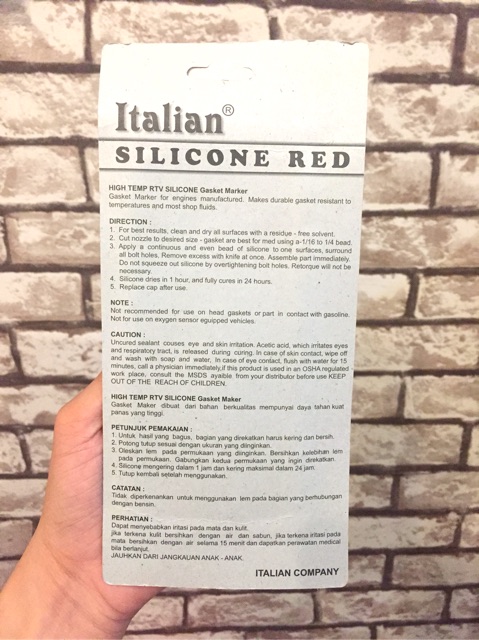 Italian®
SILICONE RED
HIGH TEMP RTV SILICONE Gasket Marker
Gasket Marker for engines manufactured. Makes durable gasket resistant to
temperatures and most shop fluids.
DIRECTION :
1. For best results, clean and dry all surfaces with a residue - free solvent.
2. Cut nozzle to desired size - gasket are best for med using a-1/16 to 1/4 bead.
3. Apply a continuous and even bead of silicone to one surfaces, surround
all bolt holes. Remove excess with knife at once. Assemble part immediately.
Do not squeeze out silicone by overtightening bolt holes. Retorque will not be
necessary.
4. Silicone dries in 1 hour, and fully cures in 24 hours.
5. Replace cap after use.
NOTE :
Not recommended for use on head gaskets or part in contact with gasoline.
Not for use on exygen sensor egupped vehicles.
CAUTION :
Uncured sealant couses eye and skin irritation. Acetic acid, which irritates eyes
and respiratory tract, is released during curing. In case of skin contact, wipe off
and wash with soap and water, In case of eye contact, flush with water for 15
minutes, call a physician immediately,if this product is used in an OSHA regulated
work place, consult the MSDS ayaible from your distributor before use KEEP
OUT OF THE REACH OF CHILDREN.
HIGH TEMP RTV SILICONE Gasket Maker
Gasket Maker dibuat dari bahan berkualitas mempunyai daya tahan kuat
panas yang tinggi.
PETUNJUK PEMAKAIAN :
1. Untuk hasil yang bagus, bagian yang direkatkan harus kering dan bersih.
2. Potong tutup sesuai dengan ukuran yang diinginkan.
3. Oleskan lem pada permukaan yang diinginkan. Bersihkan kelebihan lem
pada permukaan. Gabungkan kedua permukaan yang ingin direkatkan.
4. Silicone mengering dalam 1 jam dan kering maksimal dalam 24 jam.
5. Tutup kembali setelah menggunakan.
CATATAN :
Tidak diperkenankan untuk menggunakan lem pada bagian yang berhubungan
dengan bensin.
PERHATIAN :
Dapat menyebabkan iritasi pada mata dan kulit.
jika terkena kulit bersihkan dengan air dan sabun, jika terkena iritasi pada
mata bersihkan dengan air selama 15 menit dan dapatkan perawatan medical
bila berlanjut.
JAUHKAN DARI JANGKAUAN ANAK - ANAK.
ITALIAN COMPANY